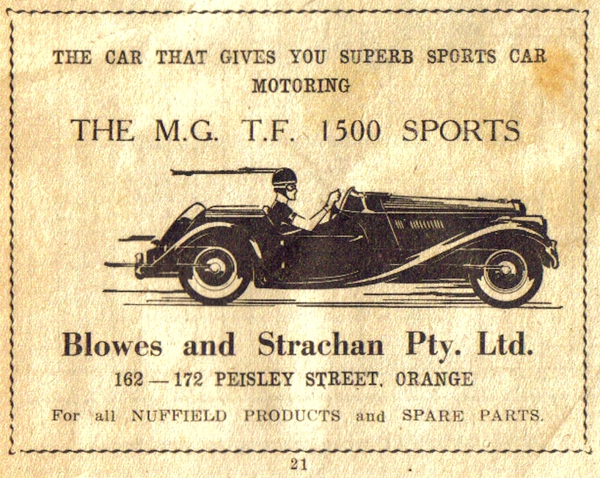 THE CAR THAT GIVES YOU SUPERB SPORTS CAR
MOTORING
THE M.G. T.F. 1500 SPORTS
Blowes and Strachan Pty. Ltd.
162 — 172 PEISLEY STREET, ORANGE
For all NUFFIELD PRODUCTS and SPARE PARTS.
21